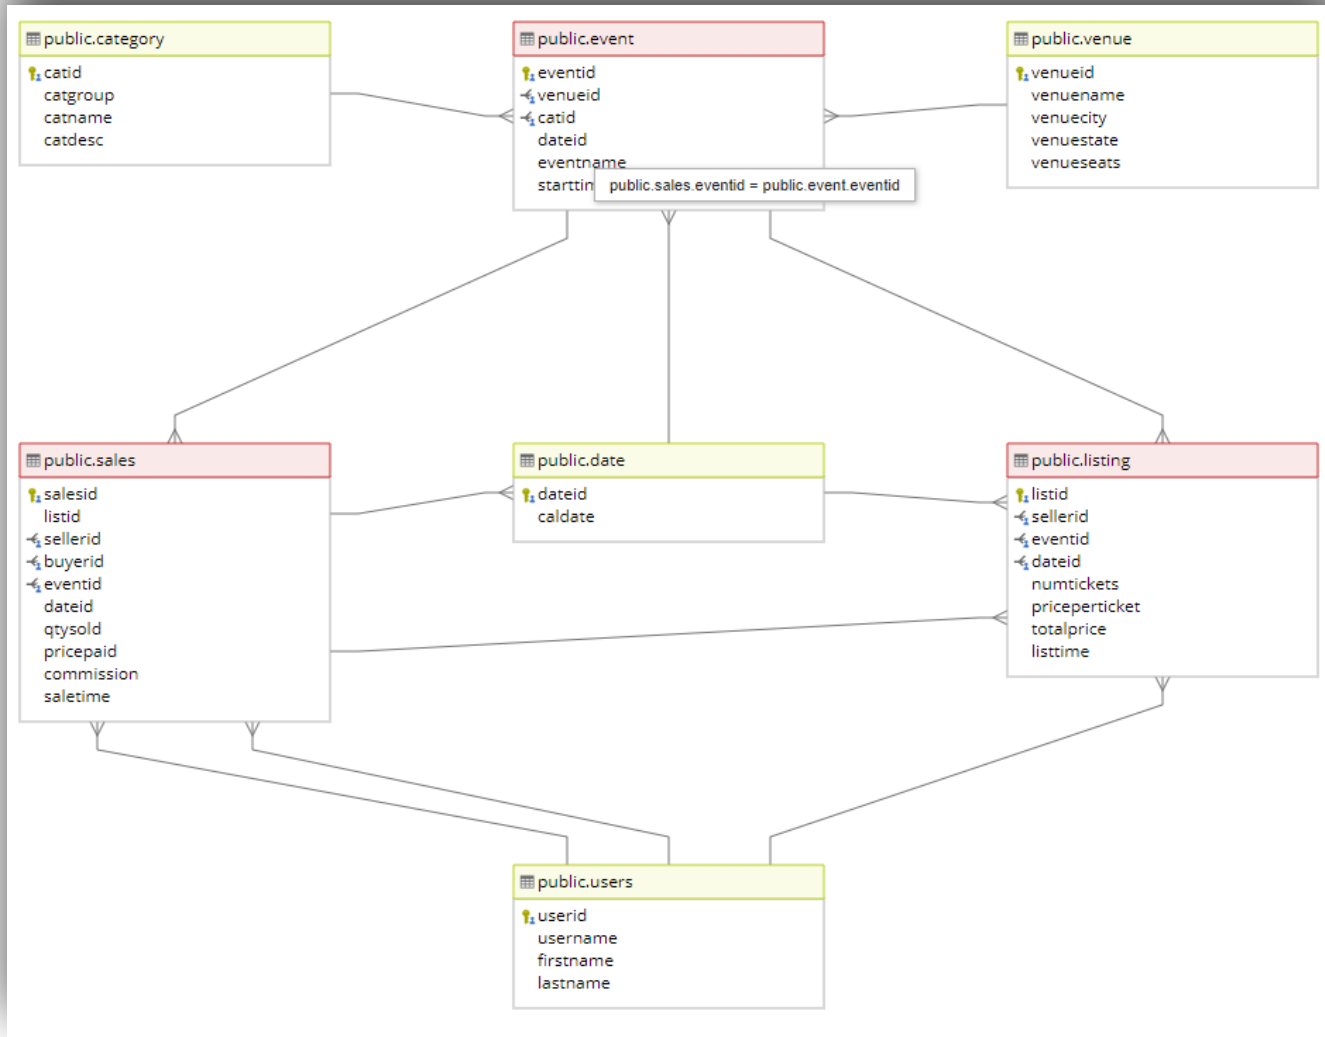 public.category
catid
catgroup
catname
catdesc
public.event
eventid
venueid
catid
dateid
eventname
public.sales.eventid = public.event.eventid
public.venue
venueid
venuename
venuecity
venuestate
venueseats
public.sales
salesid
listid
sellerid
buyerid
eventid
dateid
qtysold
pricepaid
commission
saletime
public.date
dateid
caldate
public.listing
listid
sellerid
eventid
dateid
numtickets
priceperticket
totalprice
listtime
public.users
userid
username
firstname
lastname